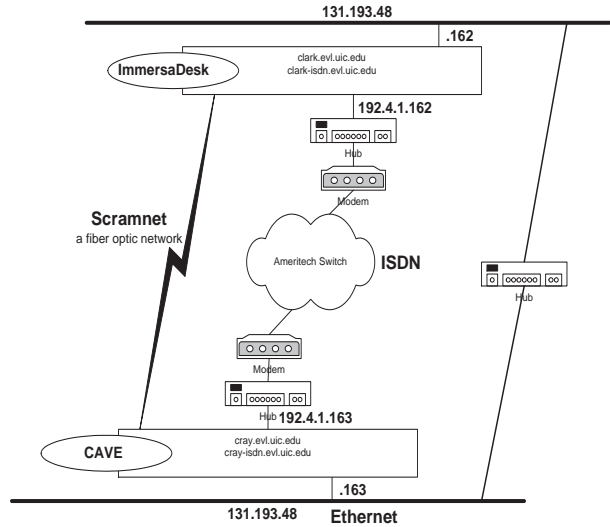 131.193.48
.162
clark.evl.uic.edu
clark-isdn.evl.uic.edu
ImmersaDesk
192.4.1.162
Hub
Modem
Scramnet
a fiber optic network
Ameritech Switch
ISDN
Hub
Modem
Hub
192.4.1.163
cray.evl.uic.edu
cray-isdn.evl.uic.edu
CAVE
.163
131.193.48
Ethernet